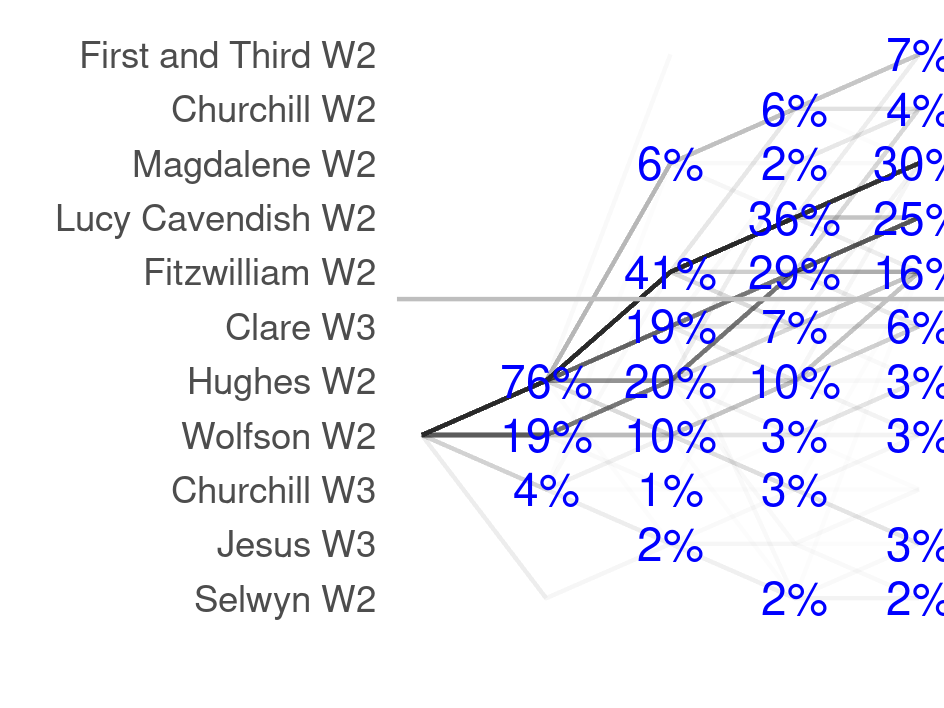 First and Third W2 7%
Churchill W2 6% 4%
Magdalene W2 6% 2% 30%
Lucy Cavendish W2 36% 25%
Fitzwilliam W2 41% 29% 16%
Clare W3 19% 7% 6%
Hughes W2 76% 20% 10% 3%
Wolfson W2 19% 10% 3% 3%
Churchill W3 4% 1% 3%
Jesus W3 2% 3%
Selwyn W2 2% 2%